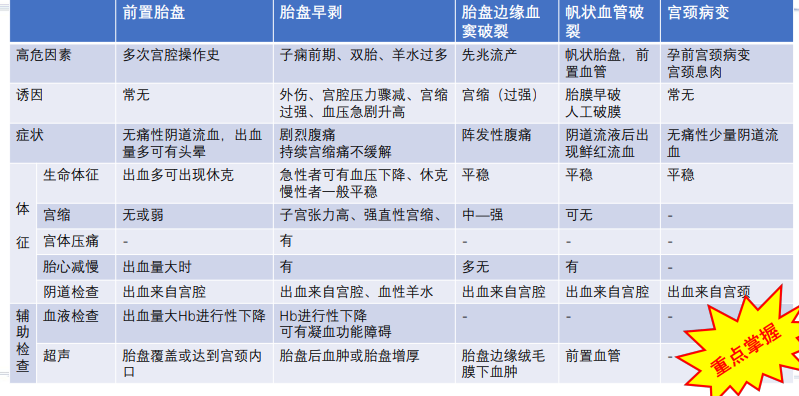 前置胎盘 胎盘早剥 胎盘边缘血窦破裂 帆状血管破裂 宫颈病变
高危因素 多次宫腔操作史 子痫前期、双胎、羊水过多 先兆流产 帆状胎盘，前置血管 孕前宫颈病变 宫颈息肉
诱因 常无 外伤、宫腔压力骤减、宫缩过强、血压急剧升高 宫缩（过强） 胎膜早破 人工破膜 常无
症状 无痛性阴道流血，出血量多可有头晕 剧烈腹痛 持续宫缩痛不缓解 阵发性腹痛 阴道流液后出现鲜红流血 无痛性少量阴道流血
体征 生命体征 出血多可出现休克 急性者可有血压下降、休克 慢性者一般平稳 平稳 平稳 平稳
宫缩 无或弱 子宫张力高、强直性宫缩、 中—强 可无 -
宫体压痛 - 有 - - -
胎心减慢 出血量大时 有 多无 有 -
阴道检查 出血来自宫腔 出血来自宫腔、血性羊水 出血来自宫腔 出血来自宫腔 出血来自宫颈
辅助检查 血液检查 出血量大Hb进行性下降 Hb进行性下降 可有凝血功能障碍 - - -
超声 胎盘覆盖或达到宫颈内口 胎盘后血肿或胎盘增厚 胎盘边缘绒毛膜下血肿 前置血管 -
重点掌握